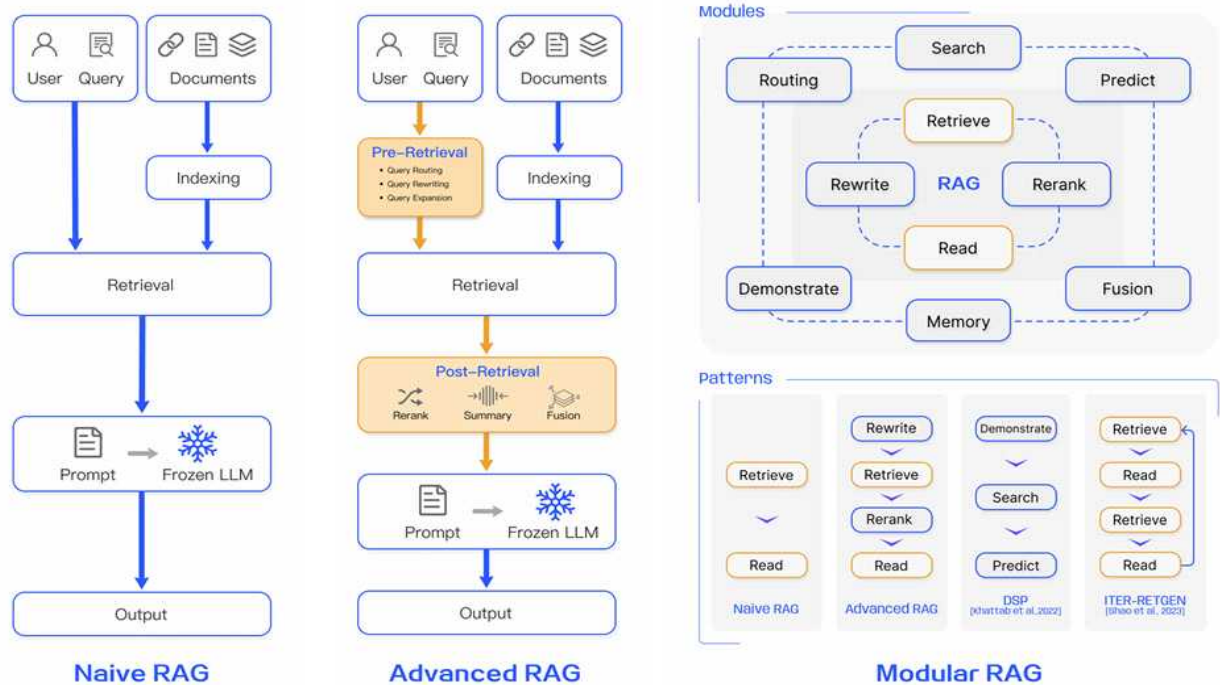 User Query
Documents
Indexing
Retrieval
Prompt
Frozen LLM
Output
Naive RAG
User Query
Documents
Pre-Retrieval
• Query Routing
• Query Rewriting
• Query Expansion
Indexing
Retrieval
Post-Retrieval
Rerank
Summary
Fusion
Prompt
Frozen LLM
Output
Advanced RAG
Modules
Search
Routing
Predict
Retrieve
Rewrite
RAG
Rerank
Read
Demonstrate
Fusion
Memory
Patterns
Retrieve
Read
Naive RAG
Rewrite
Retrieve
Rerank
Read
Advanced RAG
Demonstrate
Search
Predict
DSP
[Khattab et al.,2022]
Retrieve
Read
Retrieve
Read
ITER-RETGEN
[Shao et al., 2023]
Modular RAG